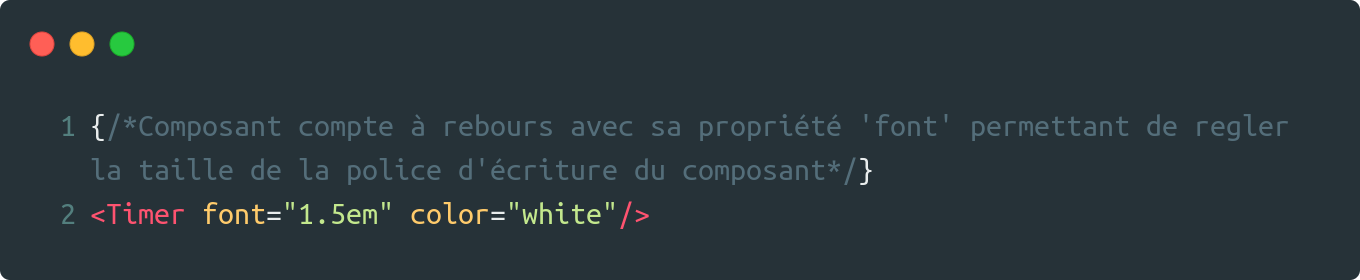 1 {/*Composant compte à rebours avec sa propriété 'font' permettant de regler
la taille de la police d'écriture du composant*/}
2 <Timer font="1.5em" color="white"/>